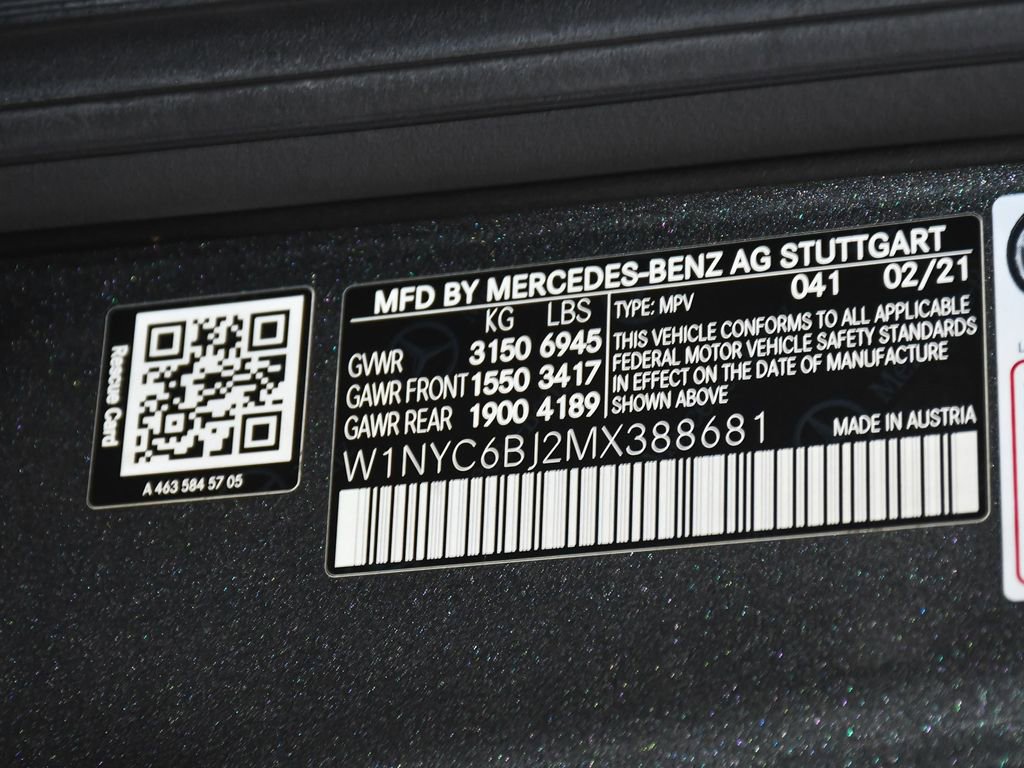 Rescue Card
A 463 584 57 05
MFD BY MERCEDES-BENZ AG STUTTGART
KG LBS
GVWR 3150 6945
GAWR FRONT 1550 3417
GAWR REAR 1900 4189
TYPE: MPV 041 02/21
THIS VEHICLE CONFORMS TO ALL APPLICABLE
FEDERAL MOTOR VEHICLE SAFETY STANDARDS
IN EFFECT ON THE DATE OF MANUFACTURE
SHOWN ABOVE
W1NYC6BJ2MX388681
MADE IN AUSTRIA